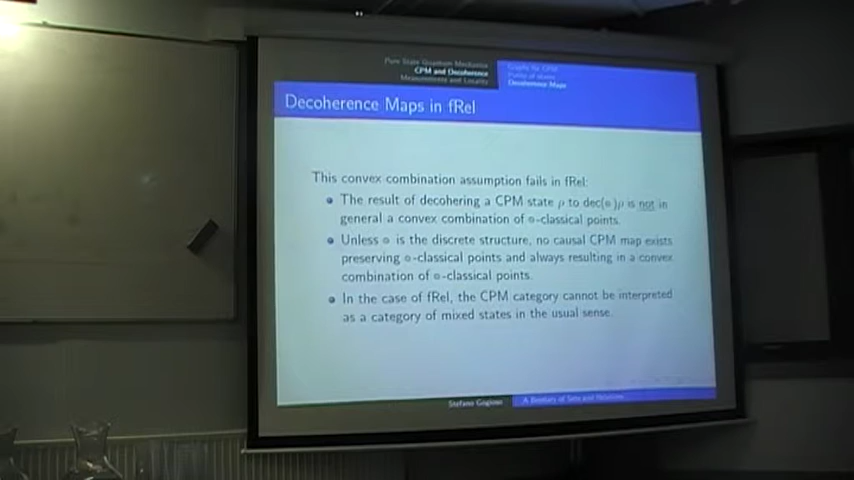 Pure State Quantum Mechanics
CPM and Decoherence
Measurements and Locality
Graphs for CPM
Decoherence Maps
Decoherence Maps in fRel
This convex combination assumption fails in fRel:
The result of decohering a CPM state ρ to dec(∘)ρ is not in
general a convex combination of ∘-classical points.
Unless ∘ is the discrete structure, no causal CPM map exists
preserving ∘-classical points and always resulting in a convex
combination of ∘-classical points.
In the case of fRel, the CPM category cannot be interpreted
as a category of mixed states in the usual sense.
Stefano Gogioso
A Bestiary of Sets and Relations